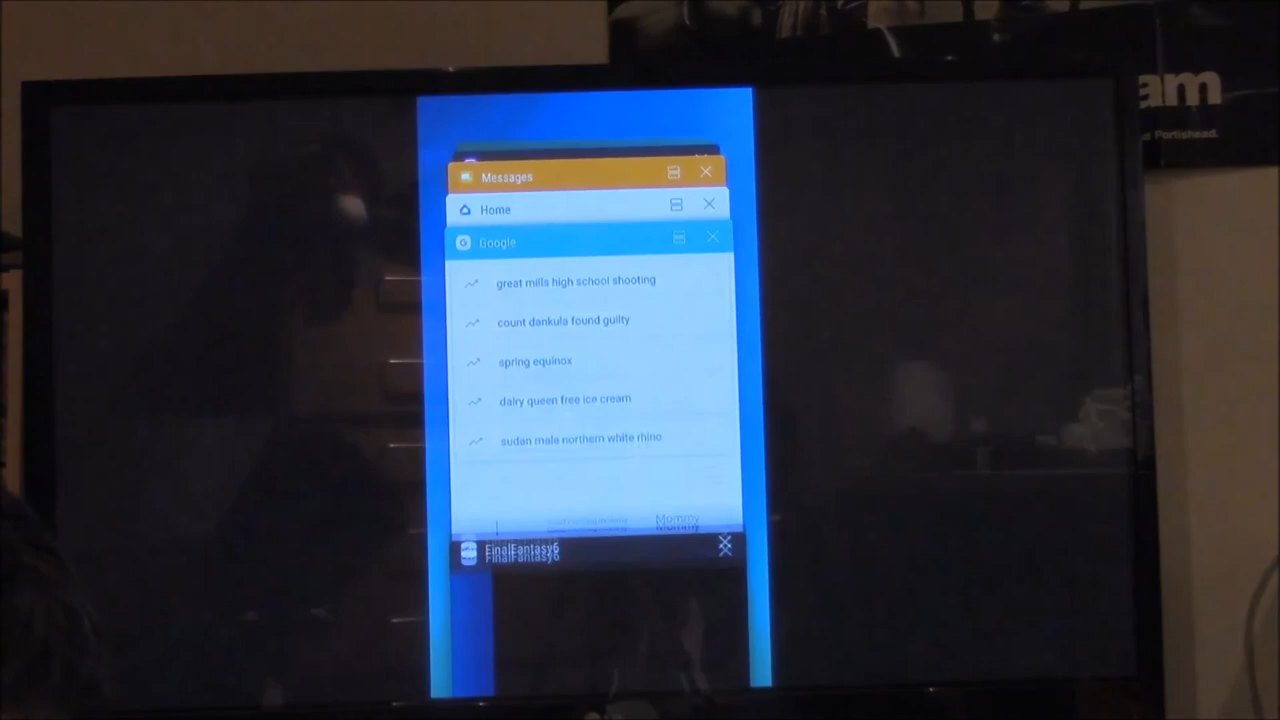 am
d Portishead.
Messages
Home
Google
great mills high school shooting
count dankula found guilty
spring equinox
dairy queen free ice cream
sudan male northern white rhino
Mommy
FinalFantasy6